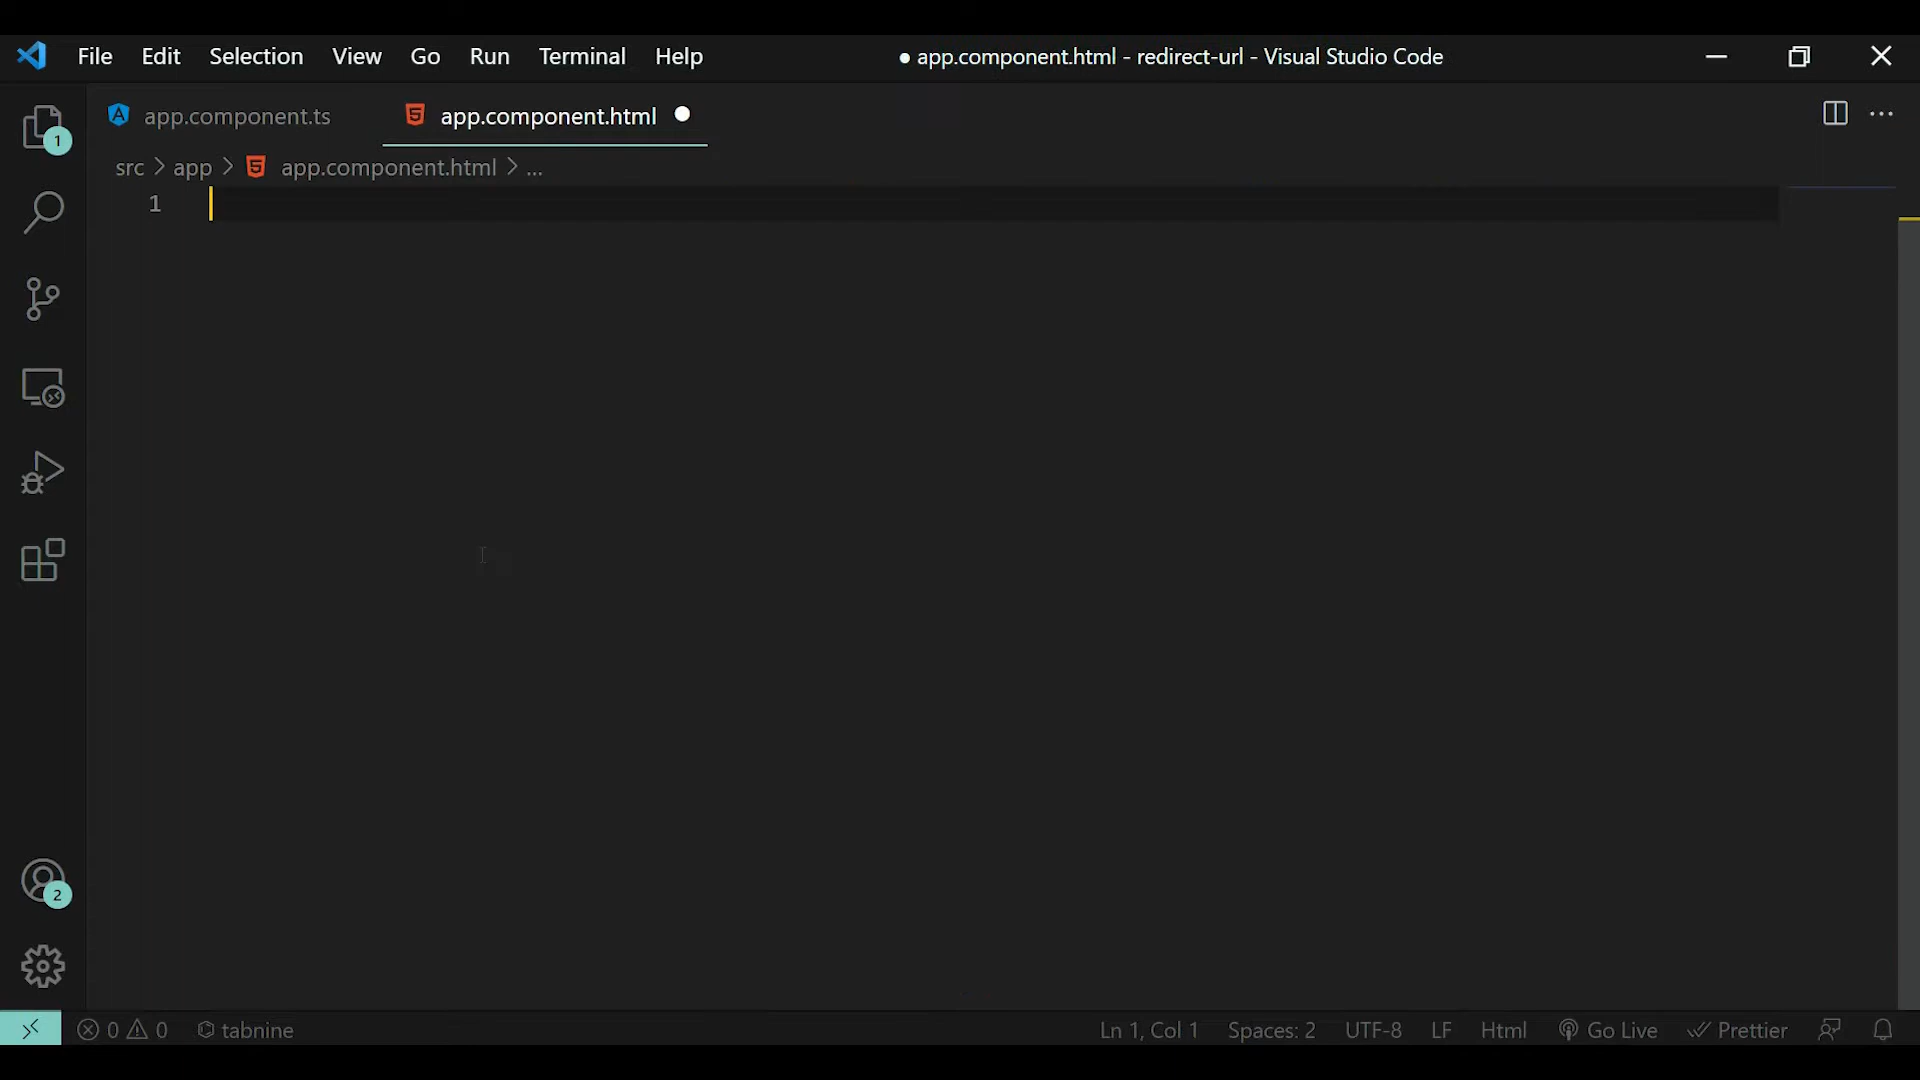 File Edit Selection View Go Run Terminal Help ● app.component.html - redirect-url - Visual Studio Code
app.component.ts app.component.html
src > app > app.component.html > ...
1
1
2
0 0 tabnine Ln 1, Col 1 Spaces: 2 UTF-8 LF Html Go Live Prettier